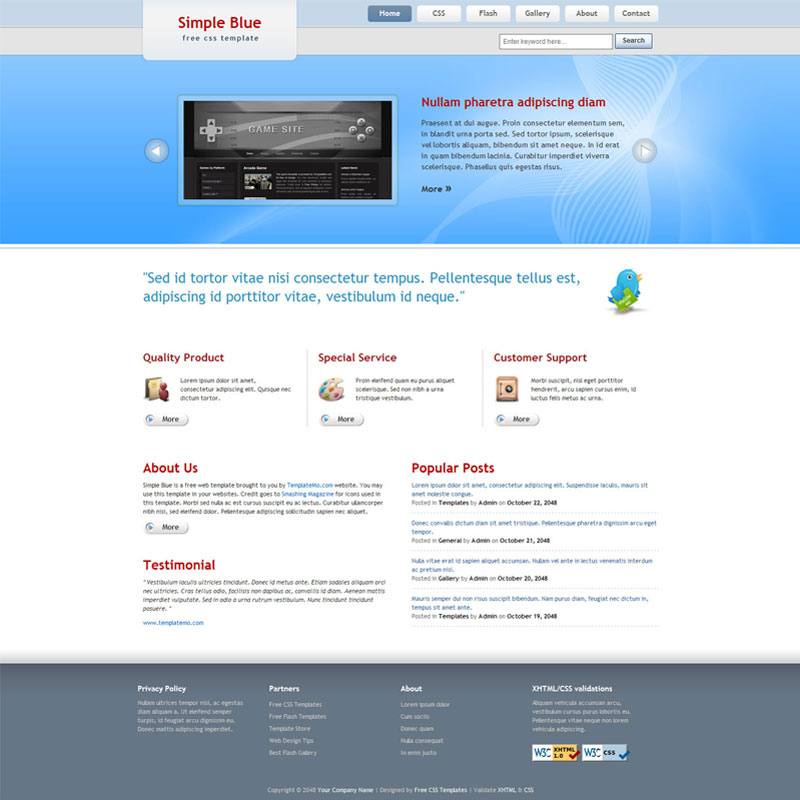 Simple Blue
free css template
Home CSS Flash Gallery About Contact
Enter keyword here... Search
GAME SITE
Nullam pharetra adipiscing diam
Praesent at dui augue. Proin consectetur elementum sem,
in blandit urna porta sed. Sed tortor ipsum, scelerisque
vel lobortis aliquam, bibendum sit amet neque. In id erat
in quam bibendum lacinia. Curabitur imperdiet viverra
scelerisque. Phasellus quis egestas risus.
More »
"Sed id tortor vitae nisi consectetur tempus. Pellentesque tellus est,
adipiscing id porttitor vitae, vestibulum id neque."
Quality Product
Lorem ipsum dolor sit amet,
consectetur adipiscing elit. Quisque nec
dictum tortor.
More
Special Service
Proin eleifend quam eu purus aliquet
scelerisque. Sed non nibh a urna
tristique vestibulum.
More
Customer Support
Morbi suscipit, nisl eget porttitor
hendrerit, arcu sapien cursus enim, id
luctus felis metus ac urna.
More
About Us
Simple Blue is a free web template brought to you by TemplateMo.com website. You may
use this template in your websites. Credit goes to Smashing Magazine for icons used in
this template. Morbi sed nulla ac est cursus suscipit eu ac lectus. Curabitur ullamcorper
nibh nisi, sed eleifend dolor. Pellentesque adipiscing sollicitudin sapien nec aliquet.
More
Testimonial
" Vestibulum iaculis ultricies tincidunt. Donec id metus ante. Etiam sodales aliquam orci
nec ultricies. Cras tellus odio, facilisis non dapibus ac, convallis id diam. Aenean mattis
imperdiet vulputate. Sed in odio a urna rutrum vestibulum. Nunc tincidunt tincidunt
posuere. "
www.templatemo.com
Popular Posts
Lorem ipsum dolor sit amet, consectetur adipiscing elit. Suspendisse iaculis, mauris sit
amet molestie congue.
Posted in Templates by Admin on October 22, 2048
Donec convallis dictum diam sit amet tristique. Pellentesque pharetra dignissim arcu eget
tempor.
Posted in General by Admin on October 21, 2048
Nulla vitae erat id sapien aliquet accumsan. Nullam vel ante in lectus venenatis interdum
ac pretium nisi.
Posted in Gallery by Admin on October 20, 2048
Mauris semper dui non risus suscipit bibendum. Nam purus diam, feugiat nec dictum in,
tempus sit amet ante.
Posted in Templates by Admin on October 19, 2048
Privacy Policy
Nullam ultrices tempor nisi, ac egestas
diam aliquam a. Ut eleifend semper
turpis, id feugiat arcu dignissim eu.
Donec mattis adipiscing imperdiet.
Partners
Free CSS Templates
Free Flash Templates
Template Store
Web Design Tips
Best Flash Gallery
About
Lorem ipsum dolor
Cum sociis
Donec quam
Nulla consequat
In enim justo
XHTML/CSS validations
Aliquam vehicula accumsan arcu,
vestibulum cursus purus lobortis eu.
Pellentesque vitae neque non lorem
vehicula adipiscing.
W3C XHTML 1.0
W3C css
Copyright © 2048 Your Company Name | Designed by Free CSS Templates | Validate XHTML & CSS